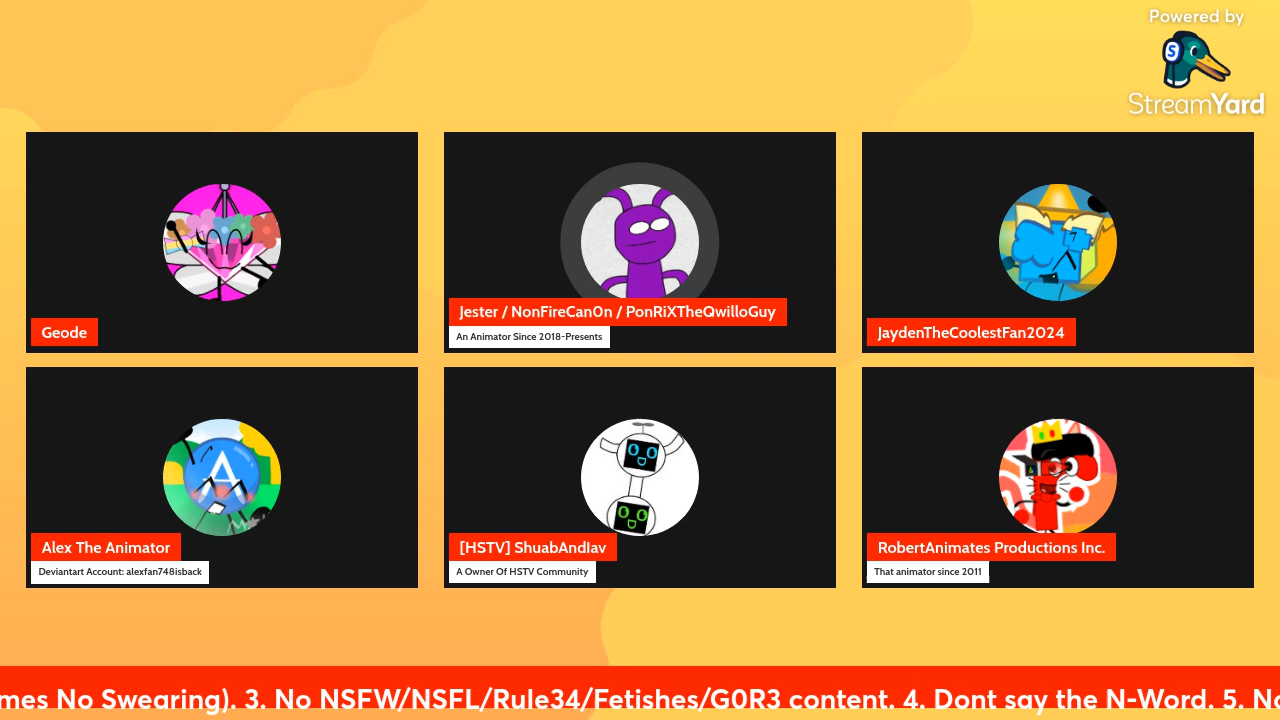 Powered by
StreamYard
Geode
Jester / NonFireCan0n / PonRiXTheQwilloGuy
An Animator Since 2018-Presents
JaydenTheCoolestFan2024
Alex The Animator
Deviantart Account: alexfan748isback
[HSTV] ShuabAndIav
A Owner Of HSTV Community
RobertAnimates Productions Inc.
That animator since 2011
mes No Swearing). 3. No NSFW/NSFL/Rule34/Fetishes/G0R3 content. 4. Dont say the N-Word. 5. No